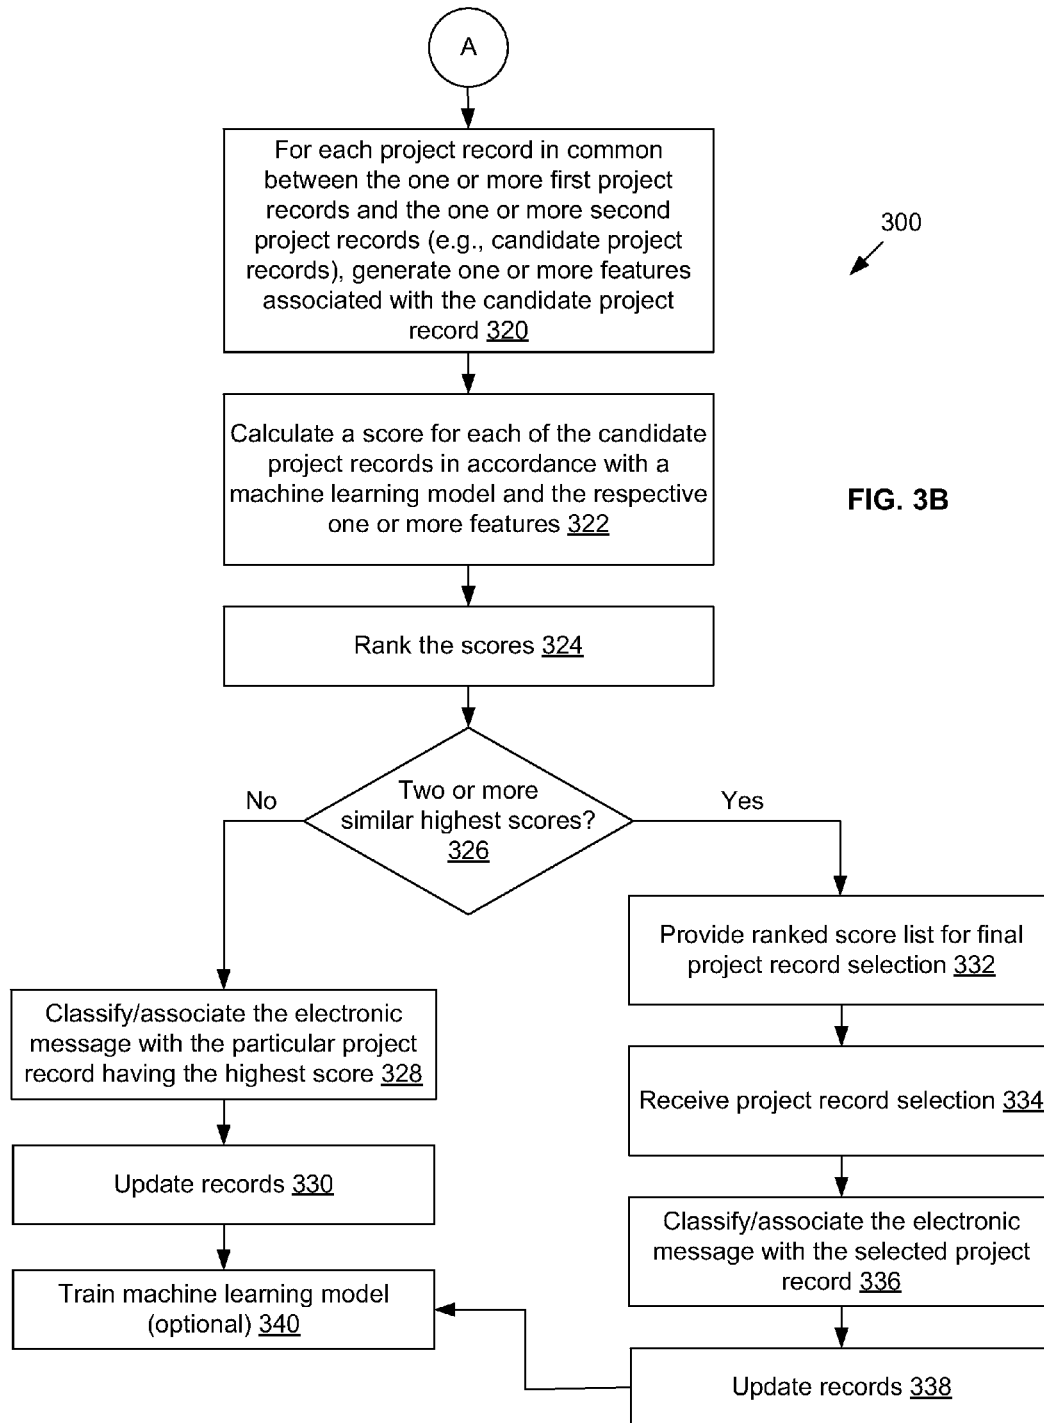 A
For each project record in common
between the one or more first project
records and the one or more second
project records (e.g., candidate project
records), generate one or more features
associated with the candidate project
record 320
300
Calculate a score for each of the candidate
project records in accordance with a
machine learning model and the respective
one or more features 322
FIG. 3B
Rank the scores 324
Two or more
similar highest scores?
326
No
Yes
Classify/associate the electronic
message with the particular project
record having the highest score 328
Update records 330
Train machine learning model
(optional) 340
Provide ranked score list for final
project record selection 332
Receive project record selection 334
Classify/associate the electronic
message with the selected project
record 336
Update records 338